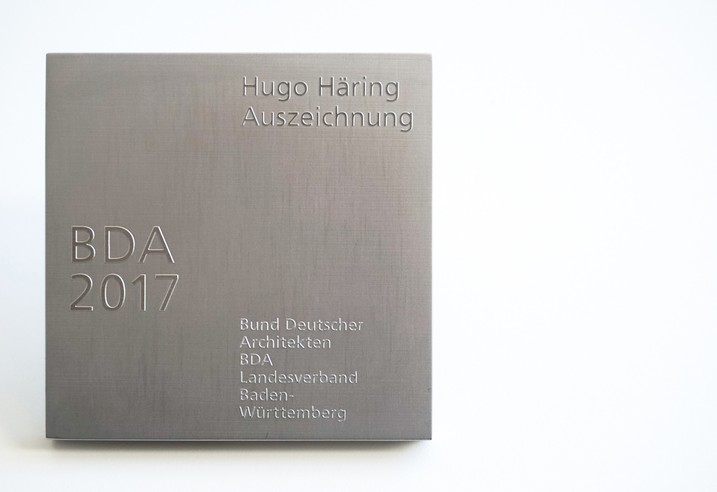 Hugo Häring
Auszeichnung
BDA
2017
Bund Deutscher
Architekten
BDA
Landesverband
Baden-
Württemberg